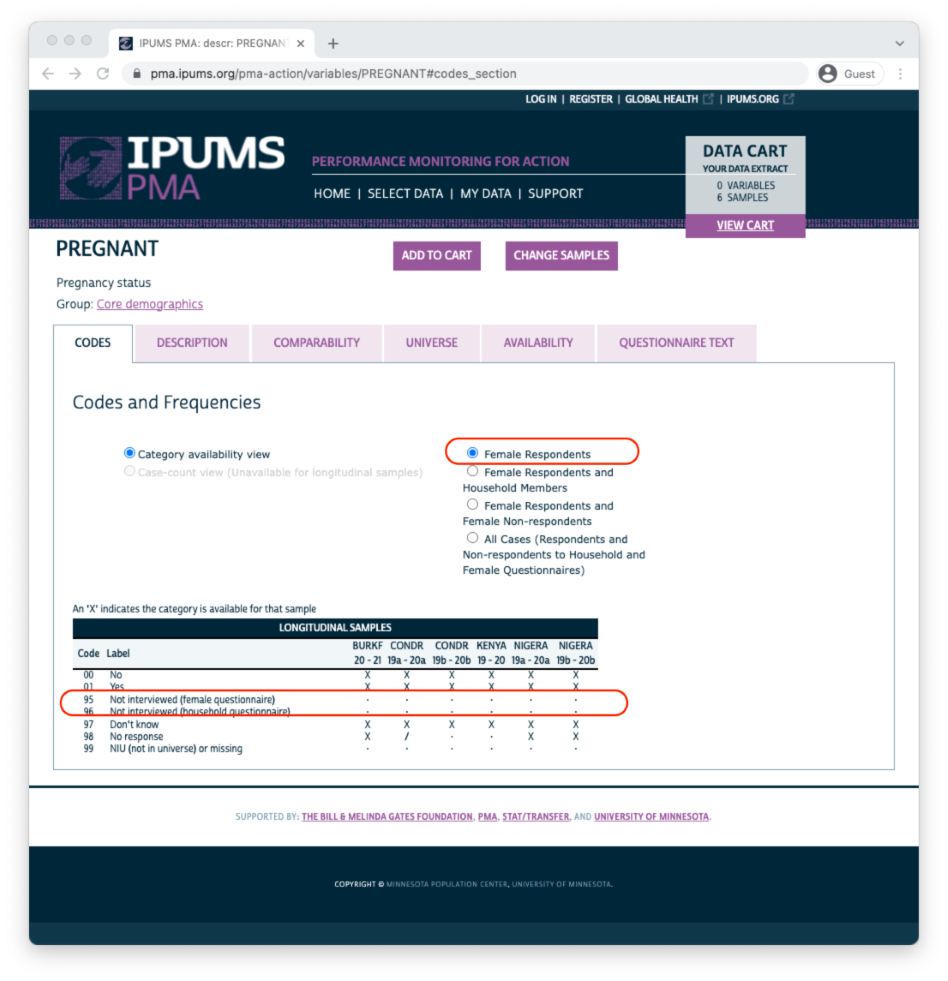 IPUMS PMA: descr: PREGNANT
pma.ipums.org/pma-action/variables/PREGNANT#codes_section
Guest
LOG IN | REGISTER | GLOBAL HEALTH | IPUMS.ORG
IPUMS
PMA
PERFORMANCE MONITORING FOR ACTION
HOME | SELECT DATA | MY DATA | SUPPORT
DATA CART
YOUR DATA EXTRACT
0 VARIABLES
6 SAMPLES
VIEW CART
PREGNANT
ADD TO CART
CHANGE SAMPLES
Pregnancy status
Group: Core demographics
CODES DESCRIPTION COMPARABILITY UNIVERSE AVAILABILITY QUESTIONNAIRE TEXT
Codes and Frequencies
Category availability view
Case-count view (Unavailable for longitudinal samples)
Female Respondents
Female Respondents and
Household Members
Female Respondents and
Female Non-respondents
All Cases (Respondents and
Non-respondents to Household and
Female Questionnaires)
An 'X' indicates the category is available for that sample
LONGITUDINAL SAMPLES
Code Label BURKF 20 - 21 CONDR 19a - 20a CONDR 19b - 20b KENYA 19 - 20 NIGERA 19a - 20a NIGERA 19b - 20b
00 No X X X X X X
01 Yes X X X X X X
95 Not interviewed (female questionnaire) · · · · · ·
96 Not interviewed (household questionnaire) · · · · · ·
97 Don't know X X X X X X
98 No response X / · · X X
99 NIU (not in universe) or missing · · · · · ·
SUPPORTED BY: THE BILL & MELINDA GATES FOUNDATION, PMA, STAT/TRANSFER, AND UNIVERSITY OF MINNESOTA.
COPYRIGHT © MINNESOTA POPULATION CENTER, UNIVERSITY OF MINNESOTA.